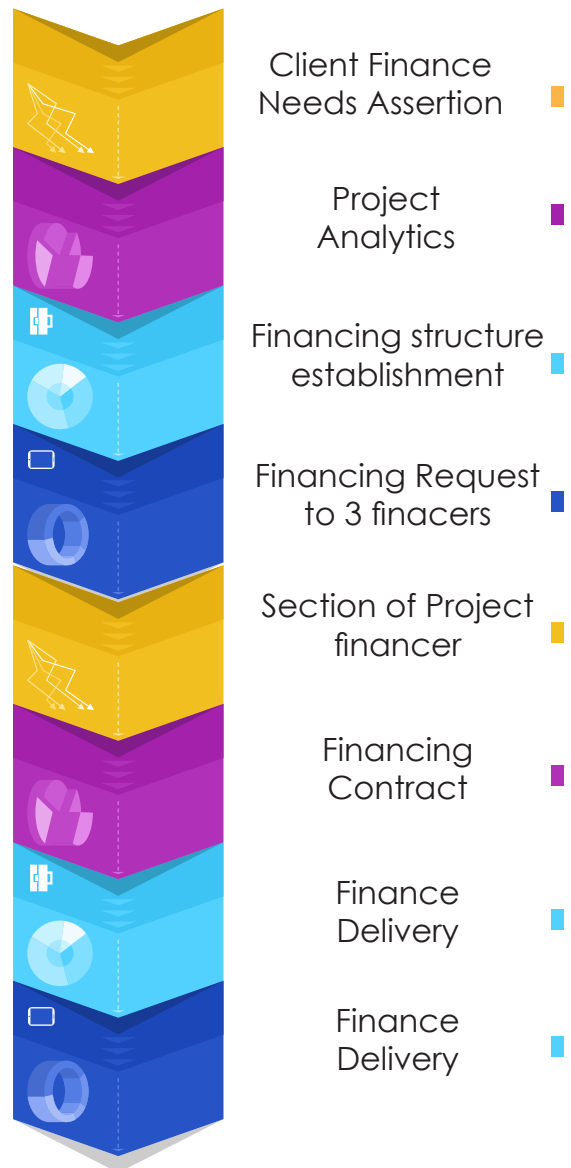 Client Finance
Needs Assertion
Project
Analytics
Financing structure
establishment
Financing Request
to 3 finacers
Section of Project
financer
Financing
Contract
Finance
Delivery
Finance
Delivery